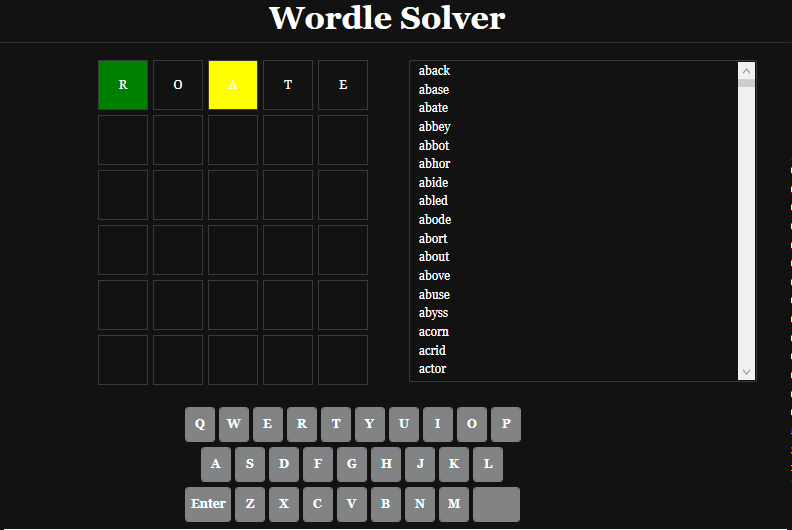 Wordle Solver
R O A T E
aback
abase
abate
abbey
abbot
abhor
abide
abled
abode
abort
about
above
abuse
abyss
acorn
acrid
actor
Q W E R T Y U I O P
A S D F G H J K L
Enter Z X C V B N M